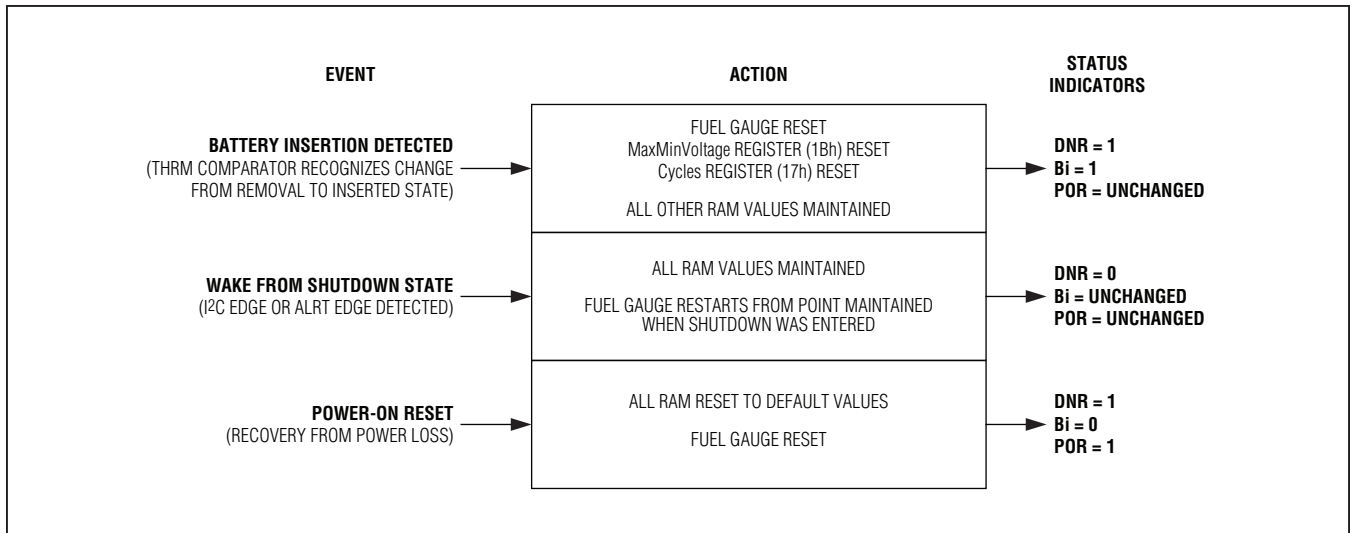 EVENT
ACTION
STATUS
INDICATORS
BATTERY INSERTION DETECTED
(THRM COMPARATOR RECOGNIZES CHANGE
FROM REMOVAL TO INSERTED STATE)
FUEL GAUGE RESET
MaxMinVoltage REGISTER (1Bh) RESET
Cycles REGISTER (17h) RESET
ALL OTHER RAM VALUES MAINTAINED
DNR = 1
Bi = 1
POR = UNCHANGED
WAKE FROM SHUTDOWN STATE
(I2C EDGE OR ALRT EDGE DETECTED)
ALL RAM VALUES MAINTAINED
FUEL GAUGE RESTARTS FROM POINT MAINTAINED
WHEN SHUTDOWN WAS ENTERED
DNR = 0
Bi = UNCHANGED
POR = UNCHANGED
POWER-ON RESET
(RECOVERY FROM POWER LOSS)
ALL RAM RESET TO DEFAULT VALUES
FUEL GAUGE RESET
DNR = 1
Bi = 0
POR = 1